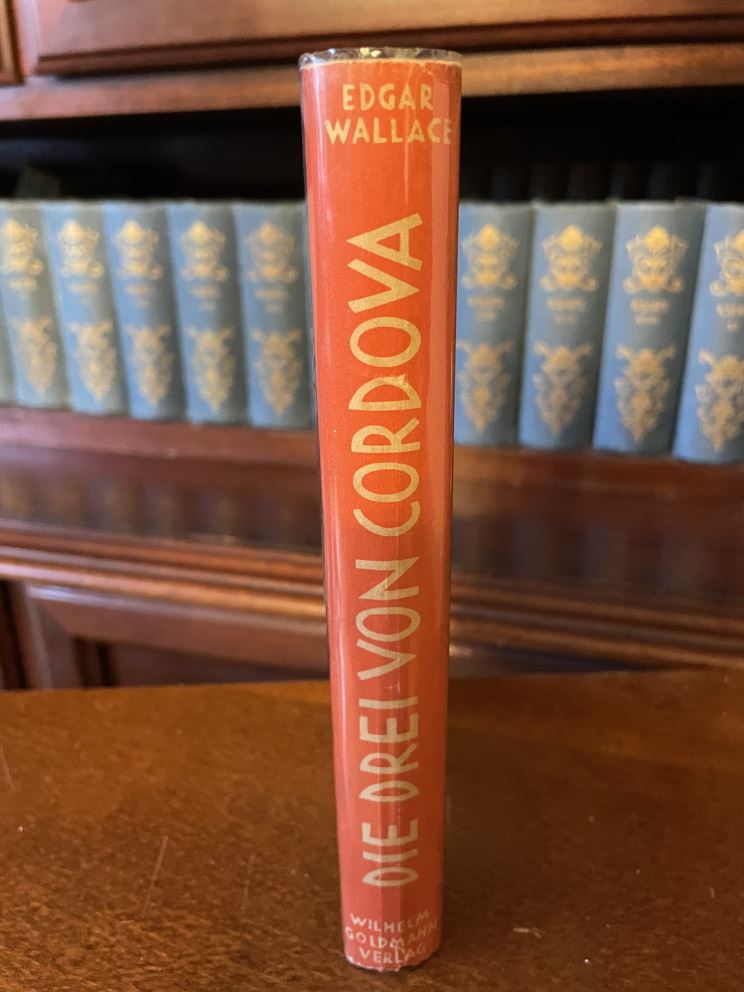 EDGAR
WALLACE
DIE DREI VON CORDOVA
WILHELM
GOLDMANN
VERLAG